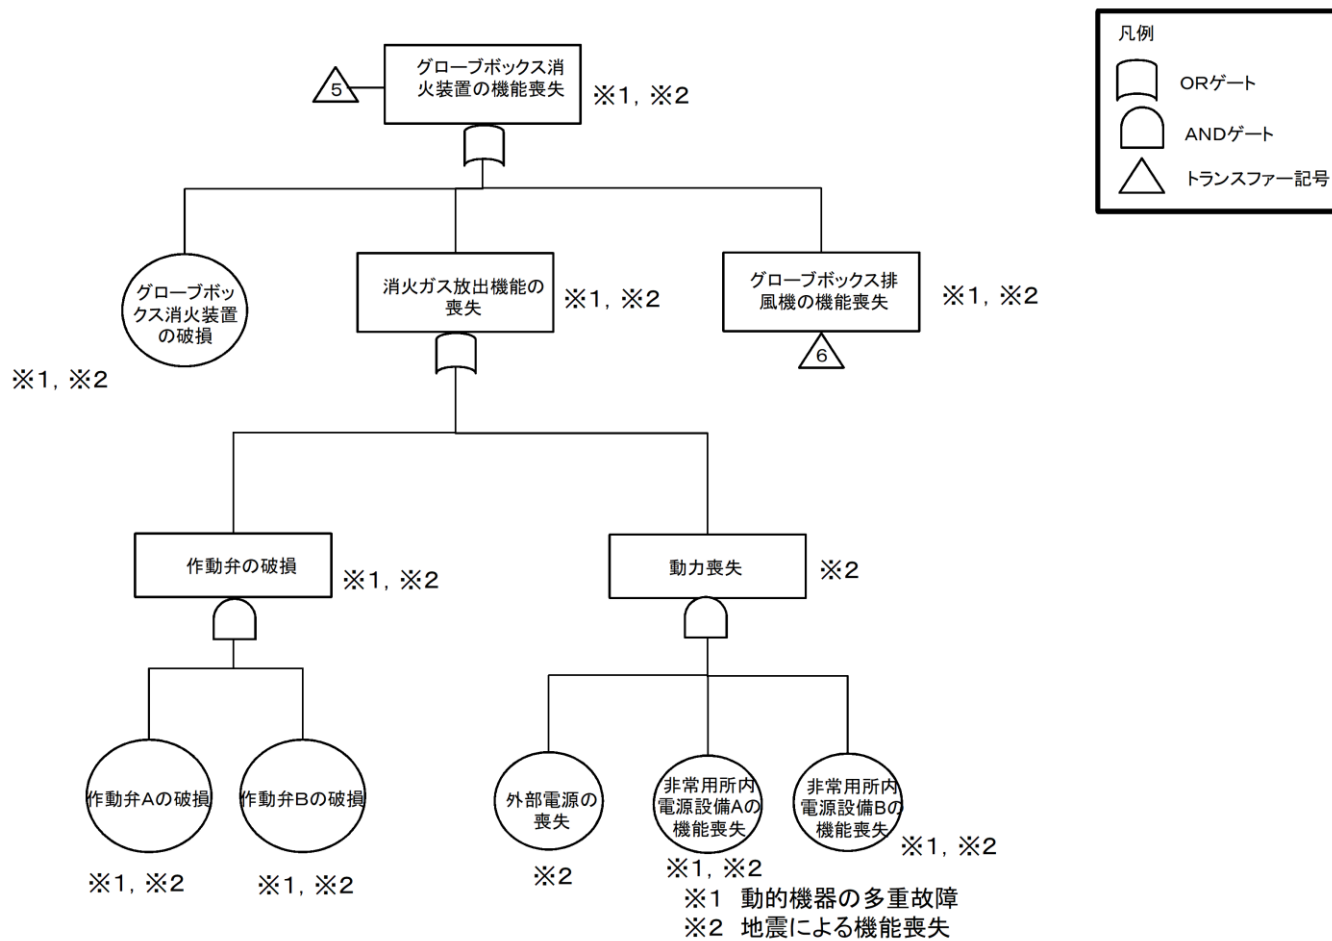 凡例
ORゲート
ANDゲート
トランスファー記号
5
グローブボックス消
火装置の機能喪失
※1, ※2
グローブボッ
クス消火装置
の破損
※1, ※2
消火ガス放出機能の
喪失
※1, ※2
グローブボックス排
風機の機能喪失
※1, ※2
6
作動弁の破損
※1, ※2
動力喪失
※2
作動弁Aの破損
※1, ※2
作動弁Bの破損
※1, ※2
外部電源の
喪失
※2
非常用所内
電源設備Aの
機能喪失
※1, ※2
非常用所内
電源設備Bの
機能喪失
※1, ※2
※1 動的機器の多重故障
※2 地震による機能喪失